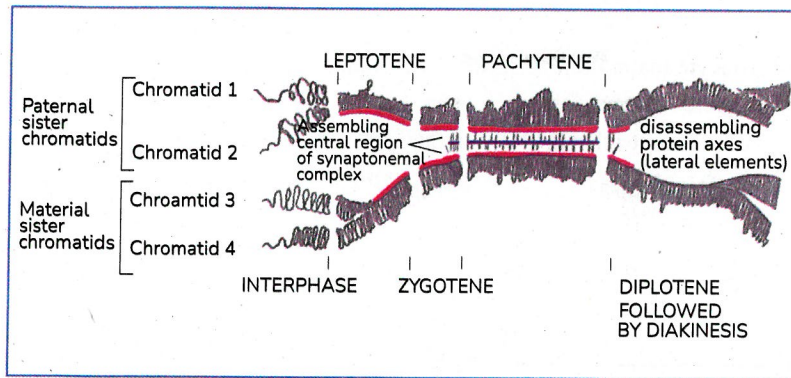 LEPTOTENE
PACHYTENE
Paternal
sister
chromatids
Chromatid 1
Chromatid 2
Assembling
central region
of synaptonemal
complex
disassembling
protein axes
(lateral elements)
Material
sister
chromatids
Chroamtid 3
Chromatid 4
INTERPHASE
ZYGOTENE
DIPLOTENE
FOLLOWED
BY DIAKINESIS